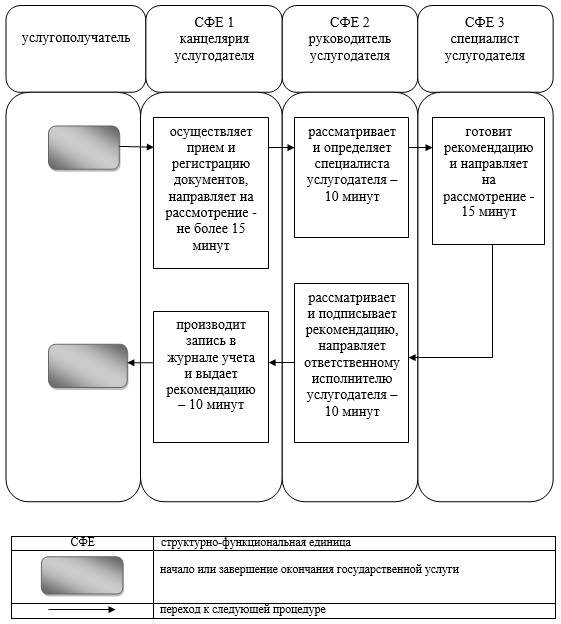 услугополучатель
СФЕ 1
канцелярия
услугодателя
СФЕ 2
руководитель
услугодателя
СФЕ 3
специалист
услугодателя
осуществляет
прием и
регистрацию
документов,
направляет на
рассмотрение -
не более 15
минут
рассматривает
и определяет
специалиста
услугодателя –
10 минут
готовит
рекомендацию
и направляет
на
рассмотрение -
15 минут
рассматривает
и подписывает
рекомендацию,
направляет
ответственному
исполнителю
услугодателя –
10 минут
производит
запись в
журнале учета
и выдает
рекомендацию
– 10 минут
СФЕ
структурно-функциональная единица
начало или завершение окончания государственной услуги
переход к следующей процедуре